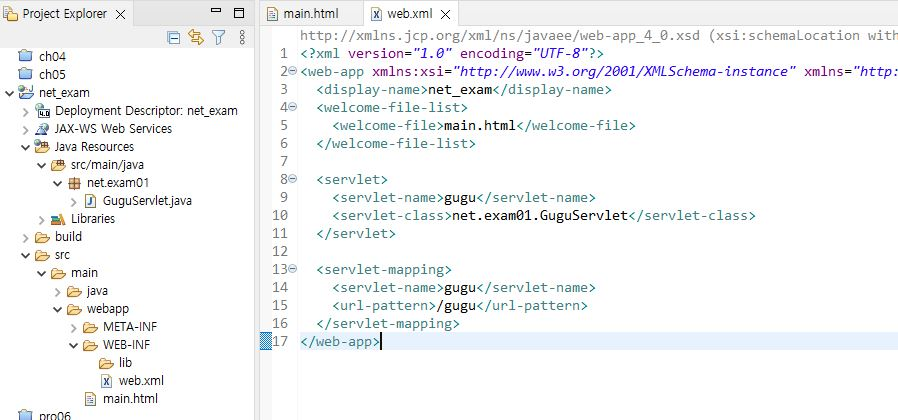 Project Explorer
ch04
ch05
net_exam
Deployment Descriptor: net_exam
JAX-WS Web Services
Java Resources
src/main/java
net.exam01
GuguServlet.java
Libraries
build
src
main
java
webapp
META-INF
WEB-INF
lib
web.xml
main.html
pro06
main.html web.xml
http://xmlns.jcp.org/xml/ns/javaee/web-app_4_0.xsd (xsi:schemaLocation with
1 <?xml version="1.0" encoding="UTF-8"?>
2 <web-app xmlns:xsi="http://www.w3.org/2001/XMLSchema-instance" xmlns="http:
3 <display-name>net_exam</display-name>
4 <welcome-file-list>
5 <welcome-file>main.html</welcome-file>
6 </welcome-file-list>
7
8 <servlet>
9 <servlet-name>gugu</servlet-name>
10 <servlet-class>net.exam01.GuguServlet</servlet-class>
11 </servlet>
12
13 <servlet-mapping>
14 <servlet-name>gugu</servlet-name>
15 <url-pattern>/gugu</url-pattern>
16 </servlet-mapping>
17 </web-app>